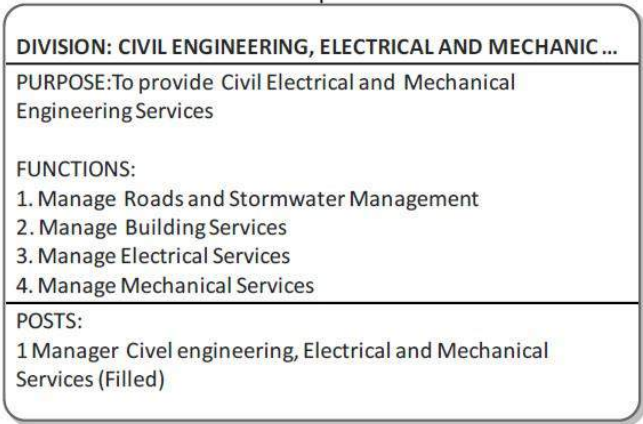 DIVISION: CIVIL ENGINEERING, ELECTRICAL AND MECHANIC ...
PURPOSE:To provide Civil Electrical and Mechanical
Engineering Services
FUNCTIONS:
1. Manage Roads and Stormwater Management
2. Manage Building Services
3. Manage Electrical Services
4. Manage Mechanical Services
POSTS:
1 Manager Civel engineering, Electrical and Mechanical
Services (Filled)